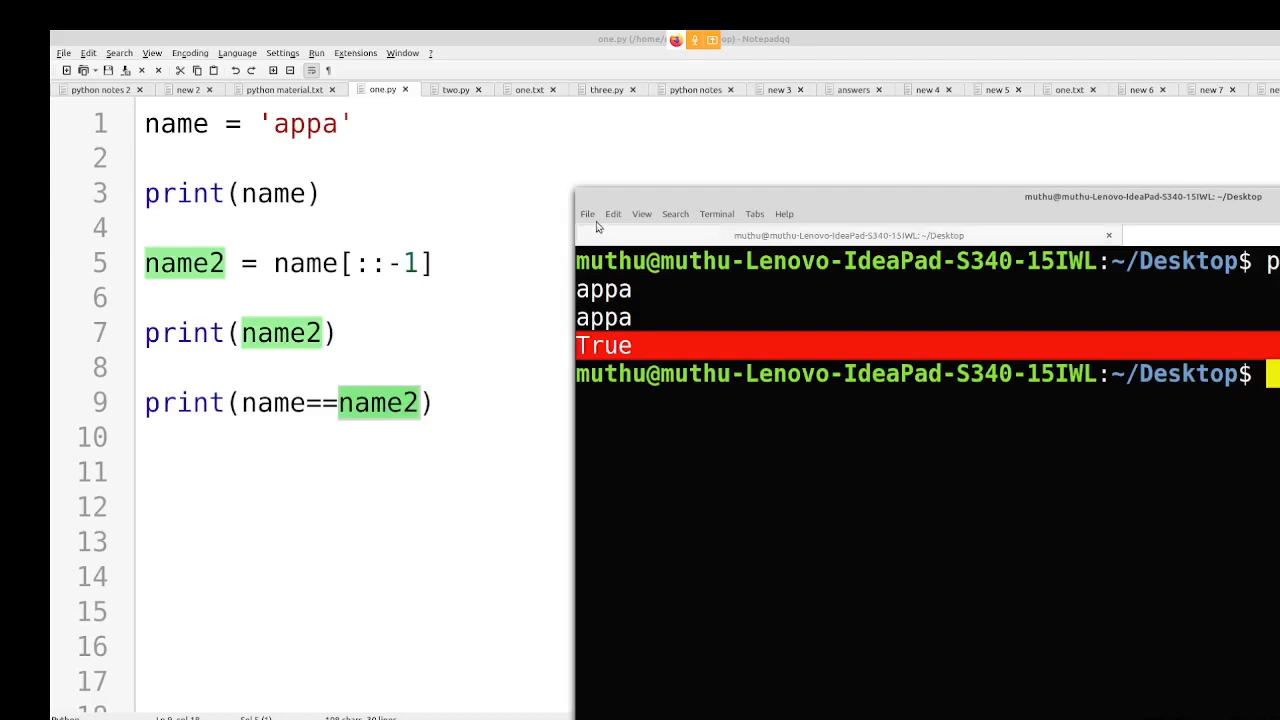 one.py (/home/ op) - Notepadqq
File Edit Search View Encoding Language Settings Run Extensions Window ?
python notes 2 new 2 python material.txt one.py two.py one.txt three.py python notes new 3 answers new 4 new 5 one.txt new 6 new 7
1 name = 'appa'
2
3 print(name)
4
5 name2 = name[::-1]
6
7 print(name2)
8
9 print(name==name2)
10
11
12
13
14
15
16
17
muthu@muthu-Lenovo-IdeaPad-S340-15IWL: ~/Desktop
File Edit View Search Terminal Tabs Help
muthu@muthu-Lenovo-IdeaPad-S340-15IWL: ~/Desktop
muthu@muthu-Lenovo-IdeaPad-S340-15IWL:~/Desktop$ p
appa
appa
True
muthu@muthu-Lenovo-IdeaPad-S340-15IWL:~/Desktop$